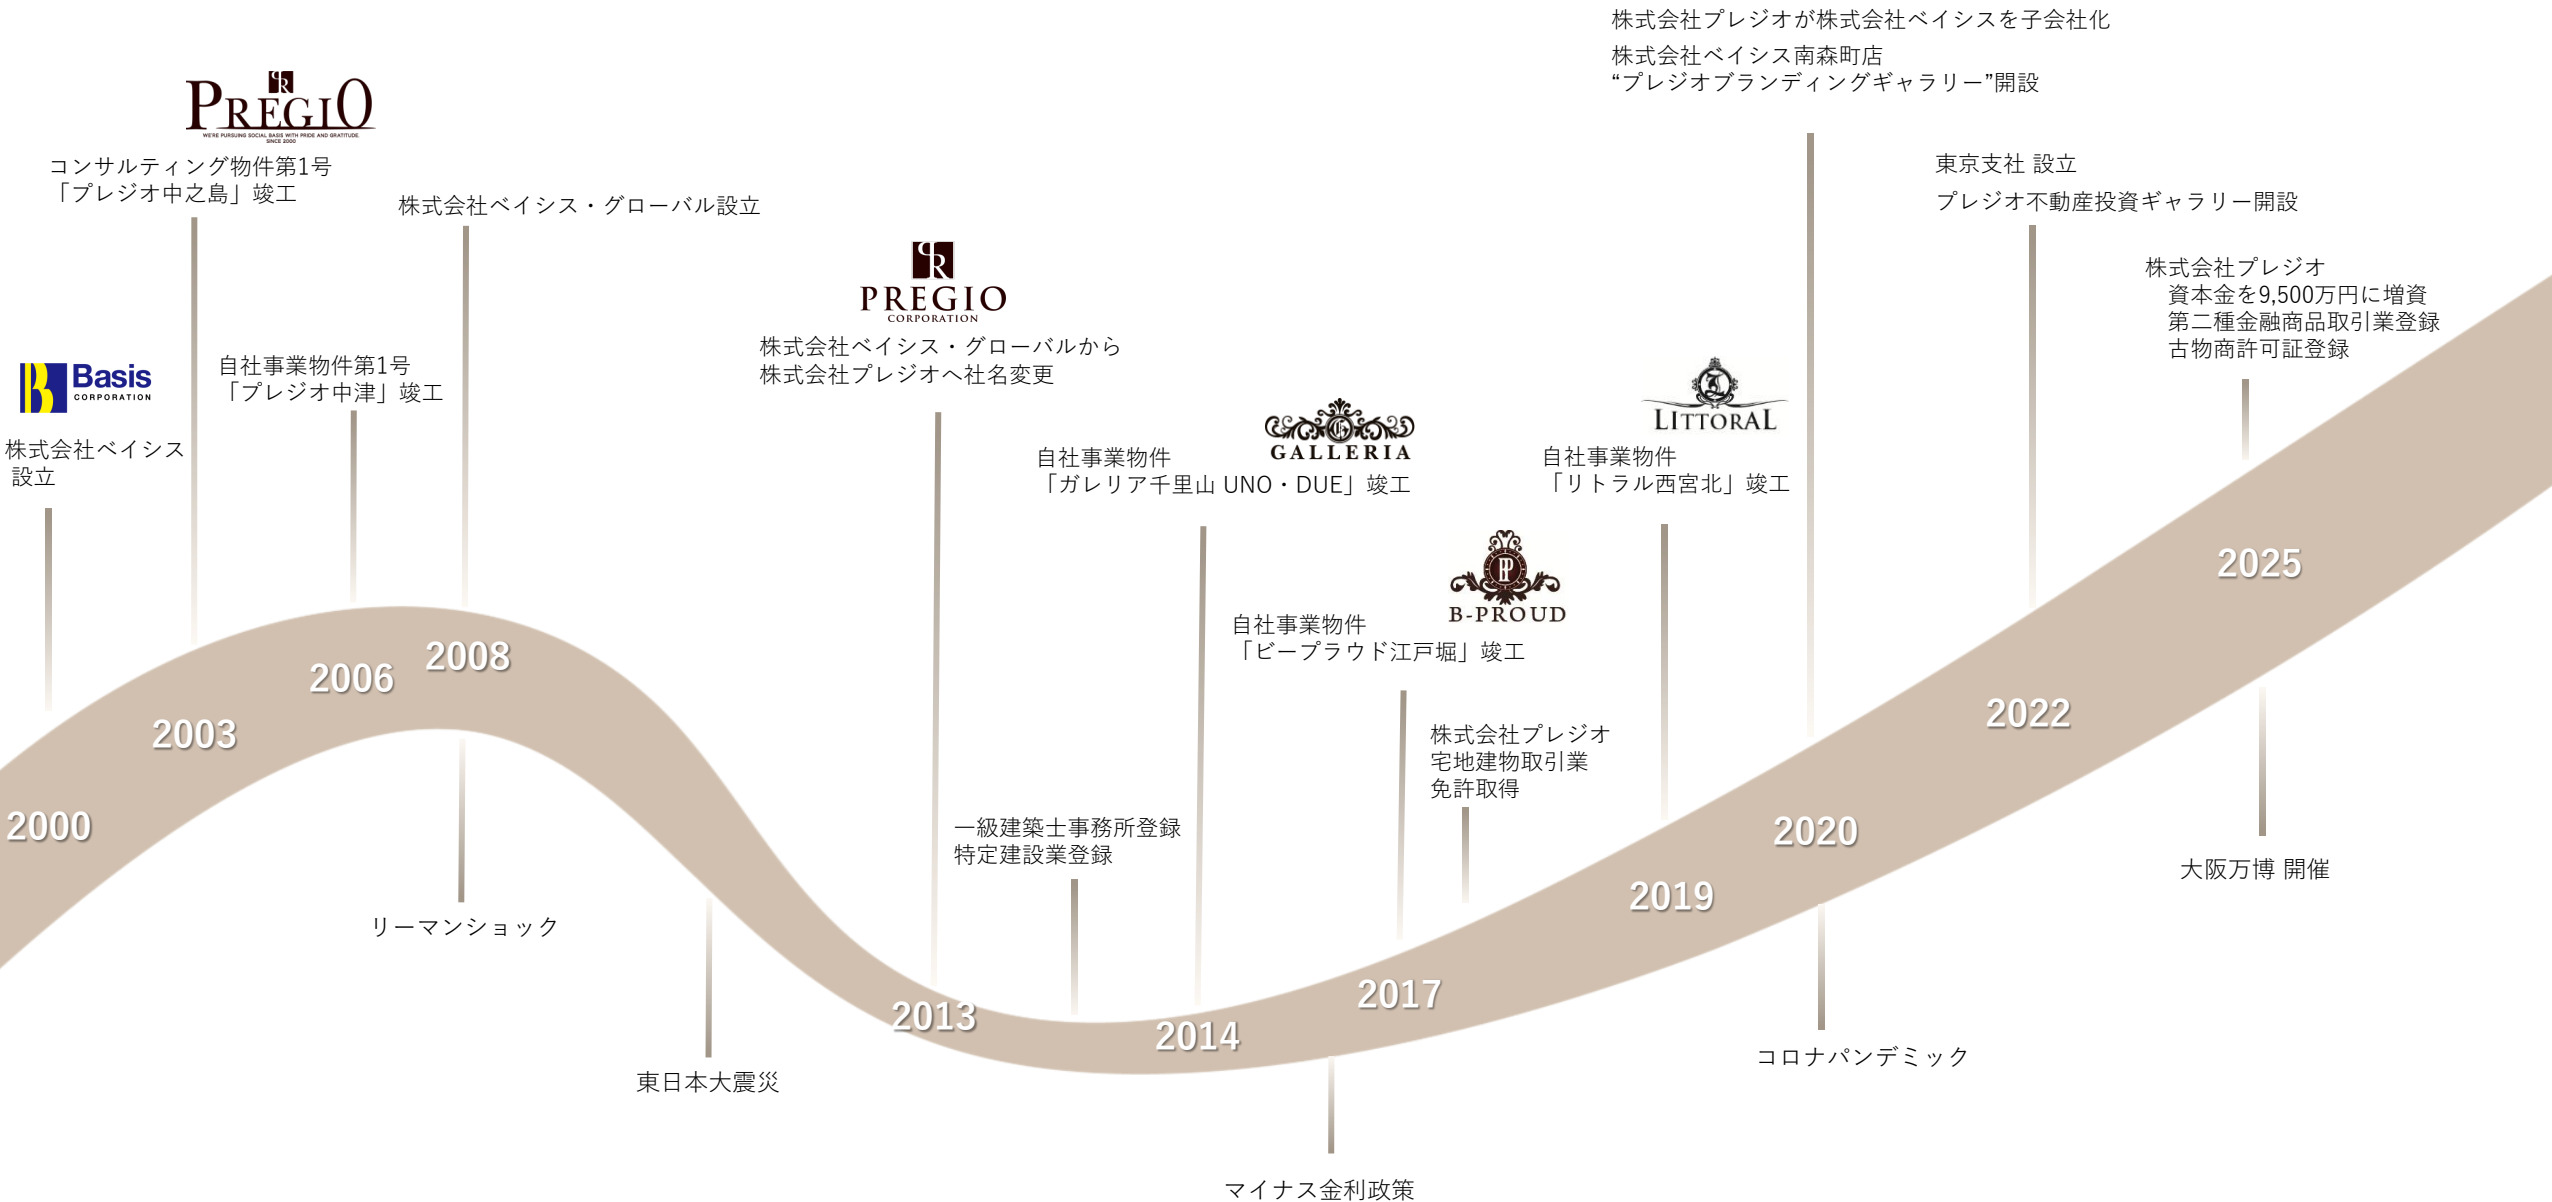 株式会社プレジオが株式会社ベイシスを子会社化
株式会社ベイシス南森町店
“プレジオブランディングギャラリー”開設
PREGIO
WE'RE PURSUING SOCIAL BASIS WITH PRIDE AND GRATITUDE.
SINCE 2000
コンサルティング物件第1号
「プレジオ中之島」竣工
株式会社ベイシス・グローバル設立
東京支社 設立
プレジオ不動産投資ギャラリー開設
株式会社プレジオ
資本金を9,500万円に増資
第二種金融商品取引業登録
古物商許可証登録
PREGIO
CORPORATION
株式会社ベイシス・グローバルから
株式会社プレジオへ社名変更
Basis
CORPORATION
株式会社ベイシス
設立
自社事業物件第1号
「プレジオ中津」竣工
GALLERIA
自社事業物件
「ガレリア千里山 UNO・DUE」竣工
LITTORAL
自社事業物件
「リトラル西宮北」竣工
B-PROUD
自社事業物件
「ビープラウド江戸堀」竣工
株式会社プレジオ
宅地建物取引業
免許取得
一級建築士事務所登録
特定建設業登録
2000
2003
2006
2008
2013
2014
2017
2019
2020
2022
2025
リーマンショック
東日本大震災
マイナス金利政策
コロナパンデミック
大阪万博 開催